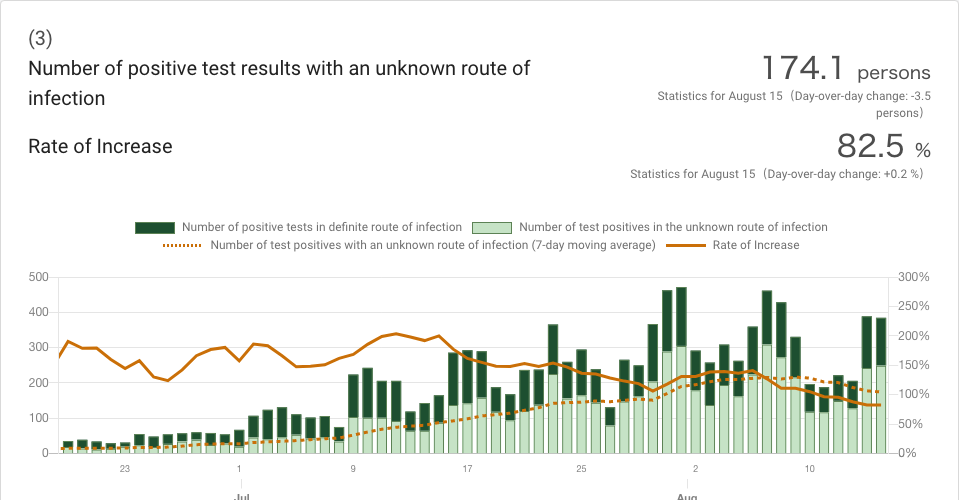 (3)
Number of positive test results with an unknown route of
infection
174.1 persons
Statistics for August 15（Day-over-day change: -3.5
persons）
Rate of Increase
82.5 %
Statistics for August 15（Day-over-day change: +0.2 %）
Number of positive tests in definite route of infection Number of test positives in the unknown route of infection
Number of test positives with an unknown route of infection (7-day moving average) Rate of Increase
500 300%
250%
400
200%
300
150%
200
100%
100
50%
0 0%
23 1 9 17 25 2 10
Jul Aug